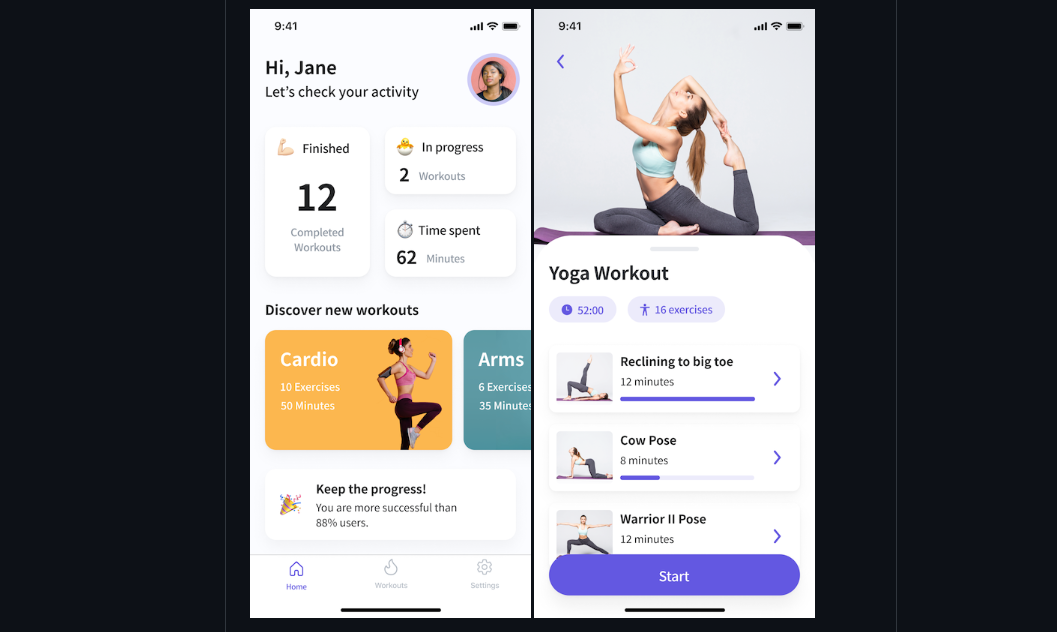 9:41
Hi, Jane
Let's check your activity
Finished
12
Completed
Workouts
In progress
2 Workouts
Time spent
62 Minutes
Discover new workouts
Cardio
10 Exercises
50 Minutes
Arms
6 Exercises
35 Minutes
Keep the progress!
You are more successful than
88% users.
Home
Workouts
Settings
9:41
Yoga Workout
52:00
16 exercises
Reclining to big toe
12 minutes
Cow Pose
8 minutes
Warrior II Pose
12 minutes
Start